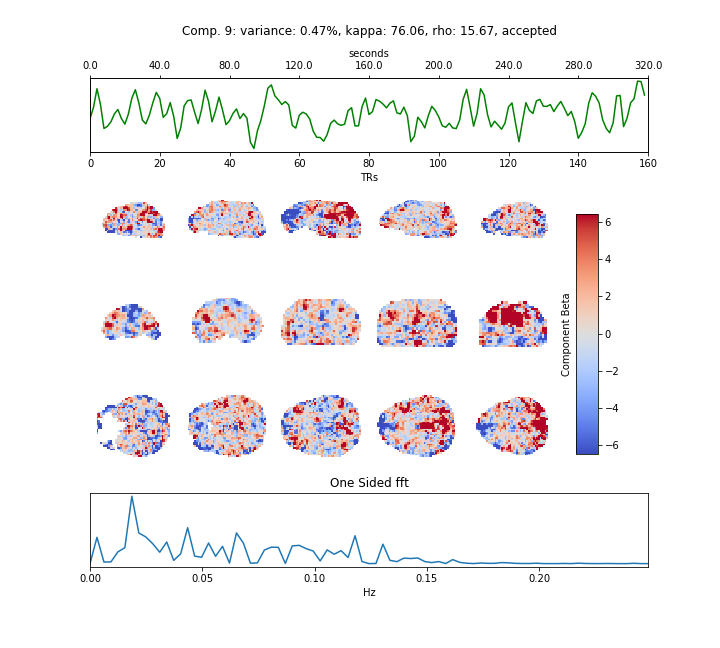 Comp. 9: variance: 0.47%, kappa: 76.06, rho: 15.67, accepted
seconds
0.0 40.0 80.0 120.0 160.0 200.0 240.0 280.0 320.0
0 20 40 60 80 100 120 140 160
TRs
6
4
2
0
−2
−4
−6
Component Beta
One Sided fft
0.00 0.05 0.10 0.15 0.20
Hz